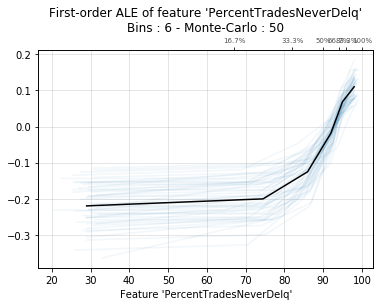 First-order ALE of feature 'PercentTradesNeverDelq'
Bins : 6 - Monte-Carlo : 50
16.7% 33.3% 50% 100%
0.2
0.1
0.0
−0.1
−0.2
−0.3
20 30 40 50 60 70 80 90 100
Feature 'PercentTradesNeverDelq'